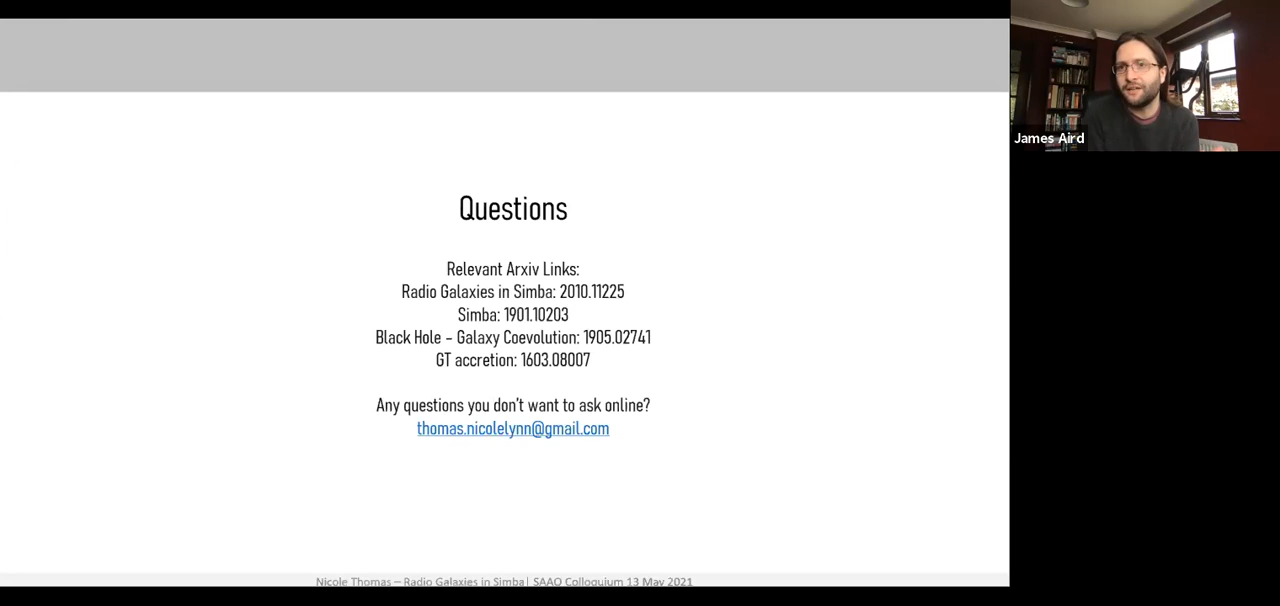 Questions
Relevant Arxiv Links:
Radio Galaxies in Simba: 2010.11225
Simba: 1901.10203
Black Hole – Galaxy Coevolution: 1905.02741
GT accretion: 1603.08007
Any questions you don't want to ask online?
thomas.nicolelynn@gmail.com
Nicole Thomas – Radio Galaxies in Simba| SAAO Colloquium 13 May 2021
James Aird